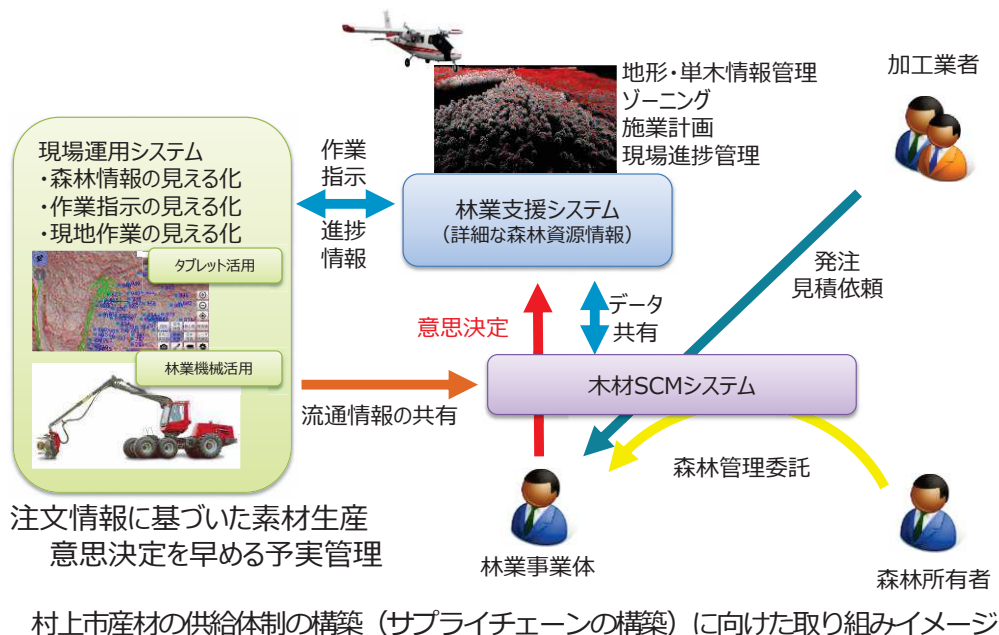 地形・単木情報管理
ゾーニング
施業計画
現場進捗管理
加工業者
現場運用システム
・森林情報の見える化
・作業指示の見える化
・現地作業の見える化
タブレット活用
林業機械活用
作業
指示
進捗
情報
林業支援システム
（詳細な森林資源情報）
発注
見積依頼
意思決定
データ
共有
木材SCMシステム
流通情報の共有
森林管理委託
注文情報に基づいた素材生産
意思決定を早める予実管理
林業事業体
森林所有者
村上市産材の供給体制の構築（サプライチェーンの構築）に向けた取り組みイメージ